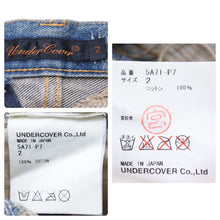 UnderCover
2
品番 5A71-P7
サイズ
2
コットン 100%
宮
UNDERCOVER Co.,Ltd
MADE IN JAPAN
UNDERCOVER Co.,Ltd
MADE IN JAPAN
5A71-P7
2
100% COTTON